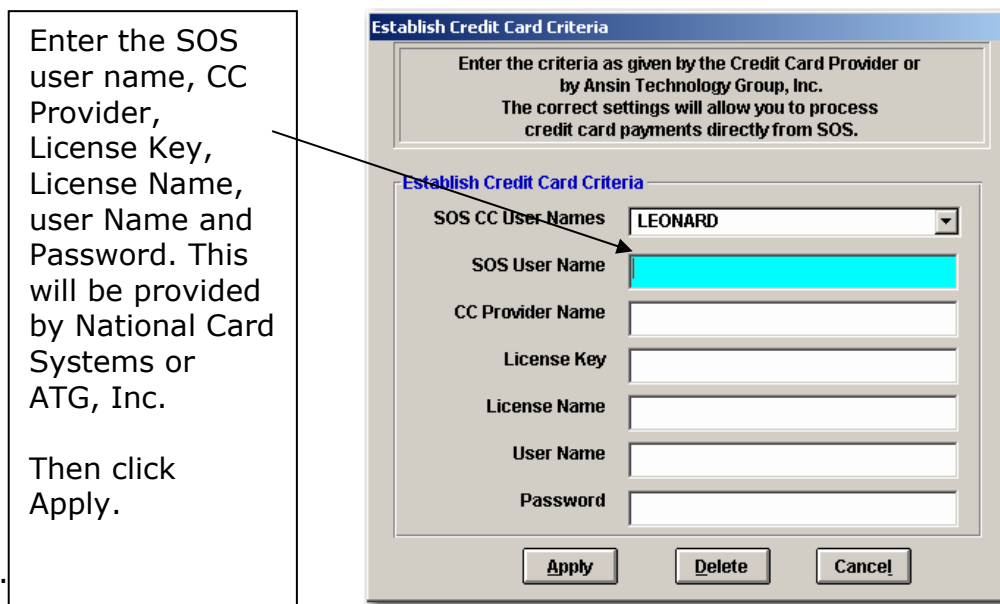 Enter the SOS
user name, CC
Provider,
License Key,
License Name,
user Name and
Password. This
will be provided
by National Card
Systems or
ATG, Inc.
Then click
Apply.
.
Establish Credit Card Criteria
Enter the criteria as given by the Credit Card Provider or
by Ansin Technology Group, Inc.
The correct settings will allow you to process
credit card payments directly from SOS.
Establish Credit Card Criteria
SOS CC User Names LEONARD
SOS User Name
CC Provider Name
License Key
License Name
User Name
Password
Apply Delete Cancel